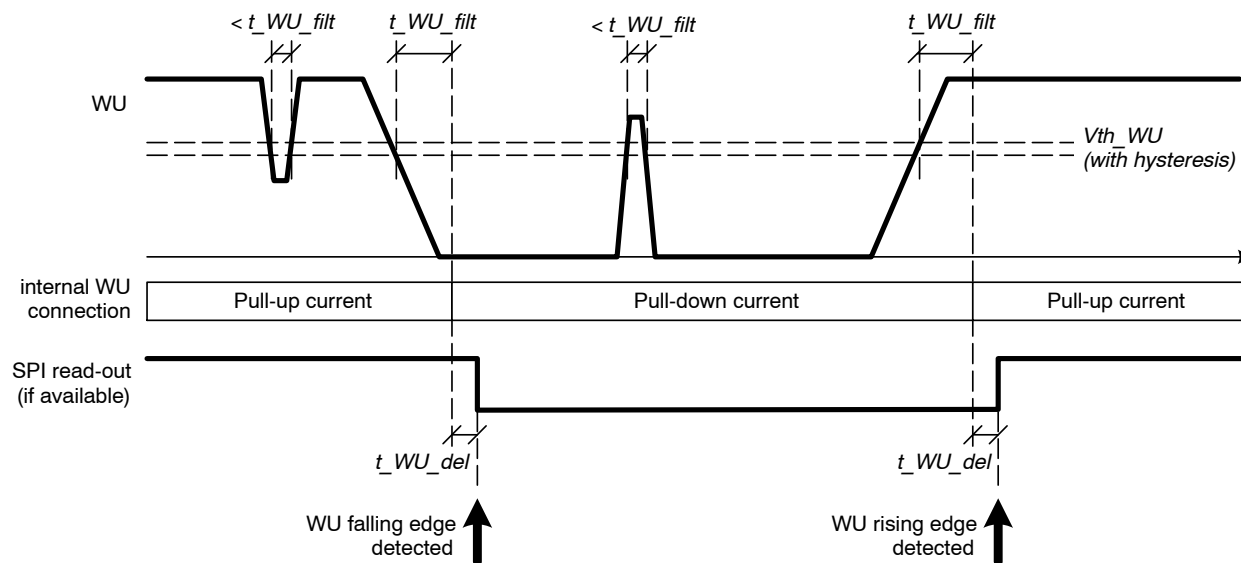 < t_WU_filt
t_WU_filt
< t_WU_filt
t_WU_filt
WU
Vth_WU
(with hysteresis)
internal WU
connection
Pull-up current
Pull-down current
Pull-up current
SPI read-out
(if available)
t_WU_del
t_WU_del
WU falling edge
detected
WU rising edge
detected